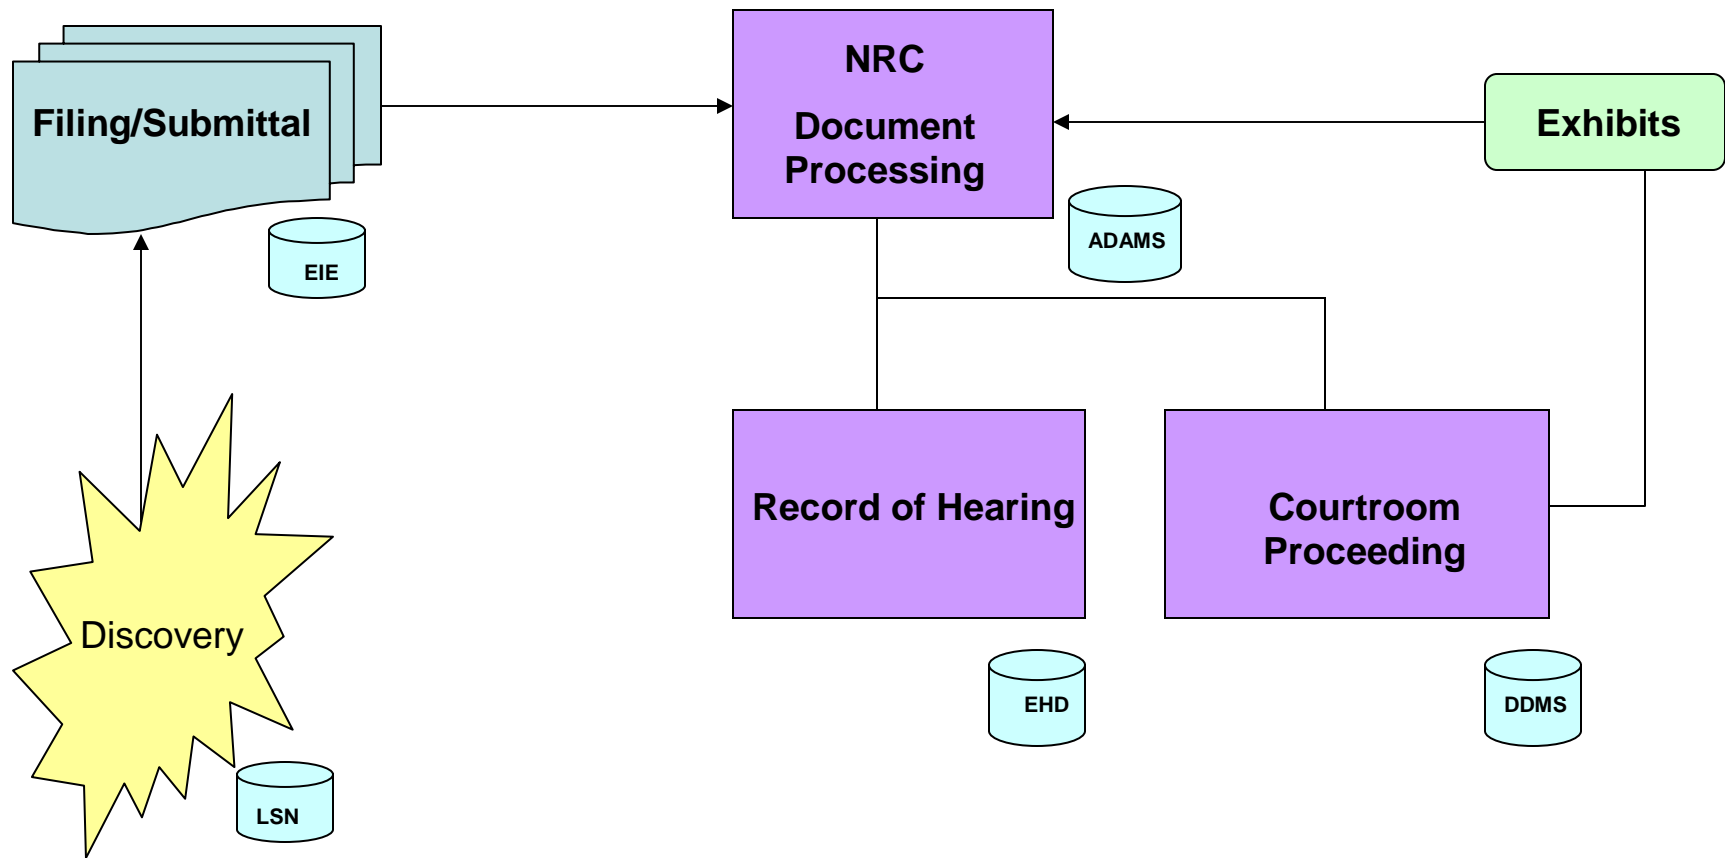 NRC
Filing/Submittal
Document
Processing
Exhibits
EIE
ADAMS
Record of Hearing
Courtroom
Proceeding
Discovery
EHD
DDMS
LSN